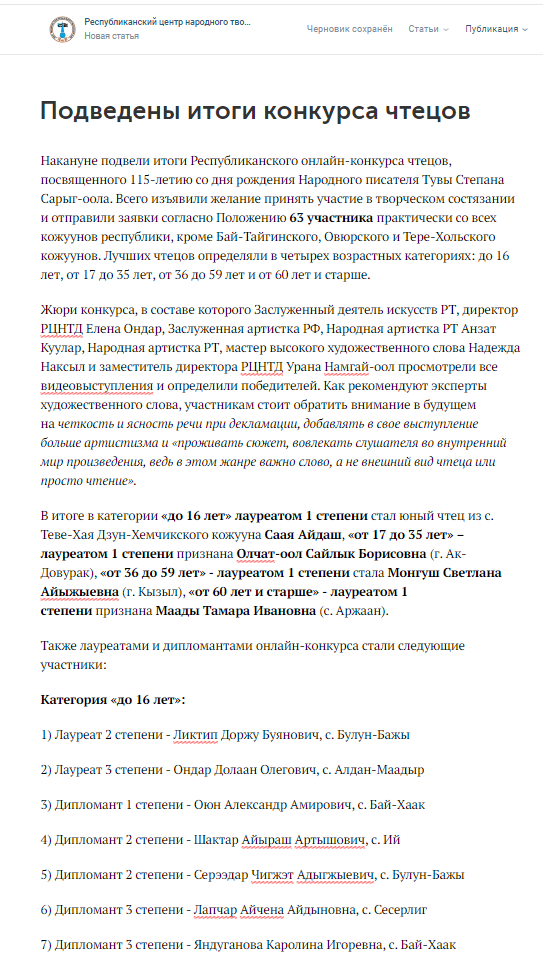 Республиканский центр народного тво...
Новая статья
Черновик сохранён
Статьи
Публикация
Подведены итоги конкурса чтецов
Накануне подвели итоги Республиканского онлайн-конкурса чтецов,
посвященного 115-летию со дня рождения Народного писателя Тувы Степана
Сарыг-оола. Всего изъявили желание принять участие в творческом состязании
и отправили заявки согласно Положению 63 участника практически со всех
кожуунов республики, кроме Бай-Тайгинского, Овюрского и Тере-Хольского
кожуунов. Лучших чтецов определяли в четырех возрастных категориях: до 16
лет, от 17 до 35 лет, от 36 до 59 лет и от 60 лет и старше.
Жюри конкурса, в составе которого Заслуженный деятель искусств РТ, директор
РЦНТД Елена Ондар, Заслуженная артистка РФ, Народная артистка РТ Анзат
Куулар, Народная артистка РТ, мастер высокого художественного слова Надежда
Наксыл и заместитель директора РЦНТД Урана Намгай-оол просмотрели все
видеовыступления и определили победителей. Как рекомендуют эксперты
художественного слова, участникам стоит обратить внимание в будущем
на четкость и ясность речи при декламации, добавлять в свое выступление
больше артистизма и «проживать сюжет, вовлекать слушателя во внутренний
мир произведения, ведь в этом жанре важно слово, а не внешний вид чтеца или
просто чтение».
В итоге в категории «до 16 лет» лауреатом 1 степени стал юный чтец из с.
Теве-Хая Дзун-Хемчикского кожууна Саая Айдаш, «от 17 до 35 лет» –
лауреатом 1 степени признана Олчат-оол Сайлык Борисовна (г. Ак-
Довурак), «от 36 до 59 лет» - лауреатом 1 степени стала Монгуш Светлана
Айыжыевна (г. Кызыл), «от 60 лет и старше» - лауреатом 1
степени признана Маады Тамара Ивановна (с. Аржаан).
Также лауреатами и дипломантами онлайн-конкурса стали следующие
участники:
Категория «до 16 лет»:
1) Лауреат 2 степени - Ликтип Доржу Буянович, с. Булун-Бажы
2) Лауреат 3 степени - Ондар Долаан Олегович, с. Алдан-Маадыр
3) Дипломант 1 степени - Оюн Александр Амирович, с. Бай-Хаак
4) Дипломант 2 степени - Шактар Айыраш Артышович, с. Ий
5) Дипломант 2 степени - Серээдар Чигжэт Адыгжыевич, с. Булун-Бажы
6) Дипломант 3 степени - Лапчар Айчена Айдыновна, с. Сесерлиг
7) Дипломант 3 степени - Яндуганова Каролина Игоревна, с. Бай-Хаак